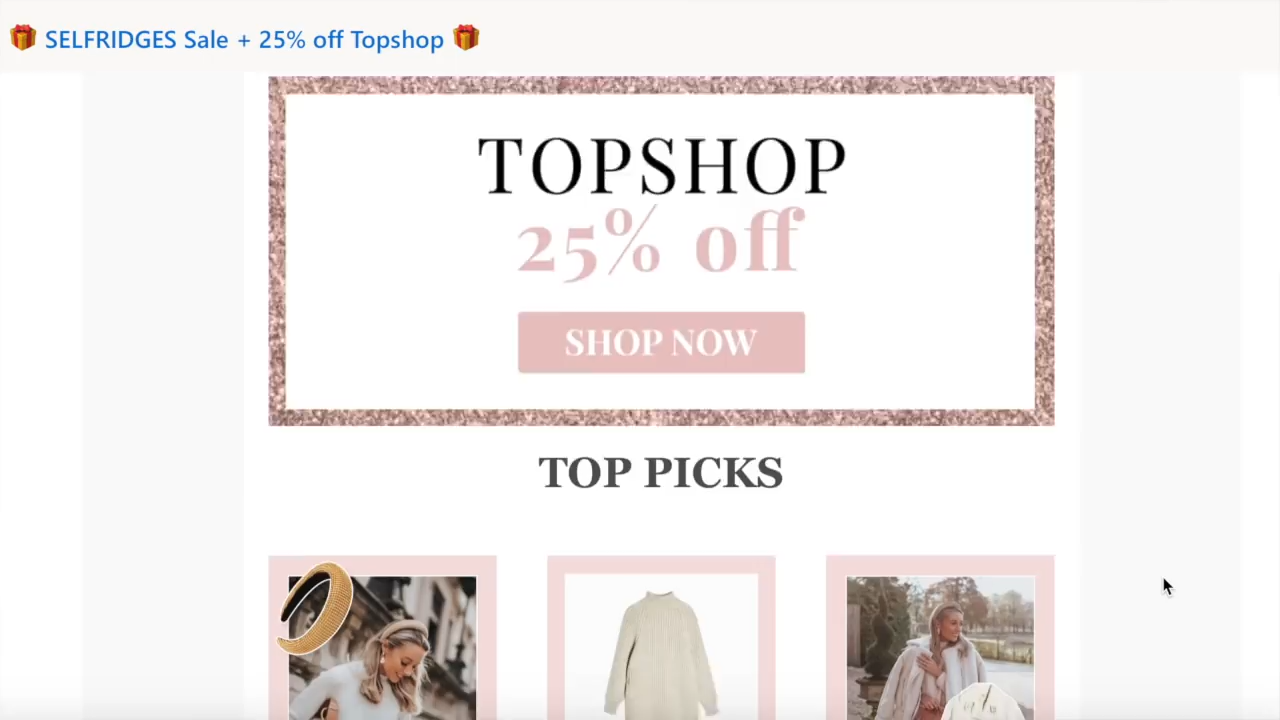 🎁 SELFRIDGES Sale + 25% off Topshop 🎁
TOPSHOP
25% off
SHOP NOW
TOP PICKS